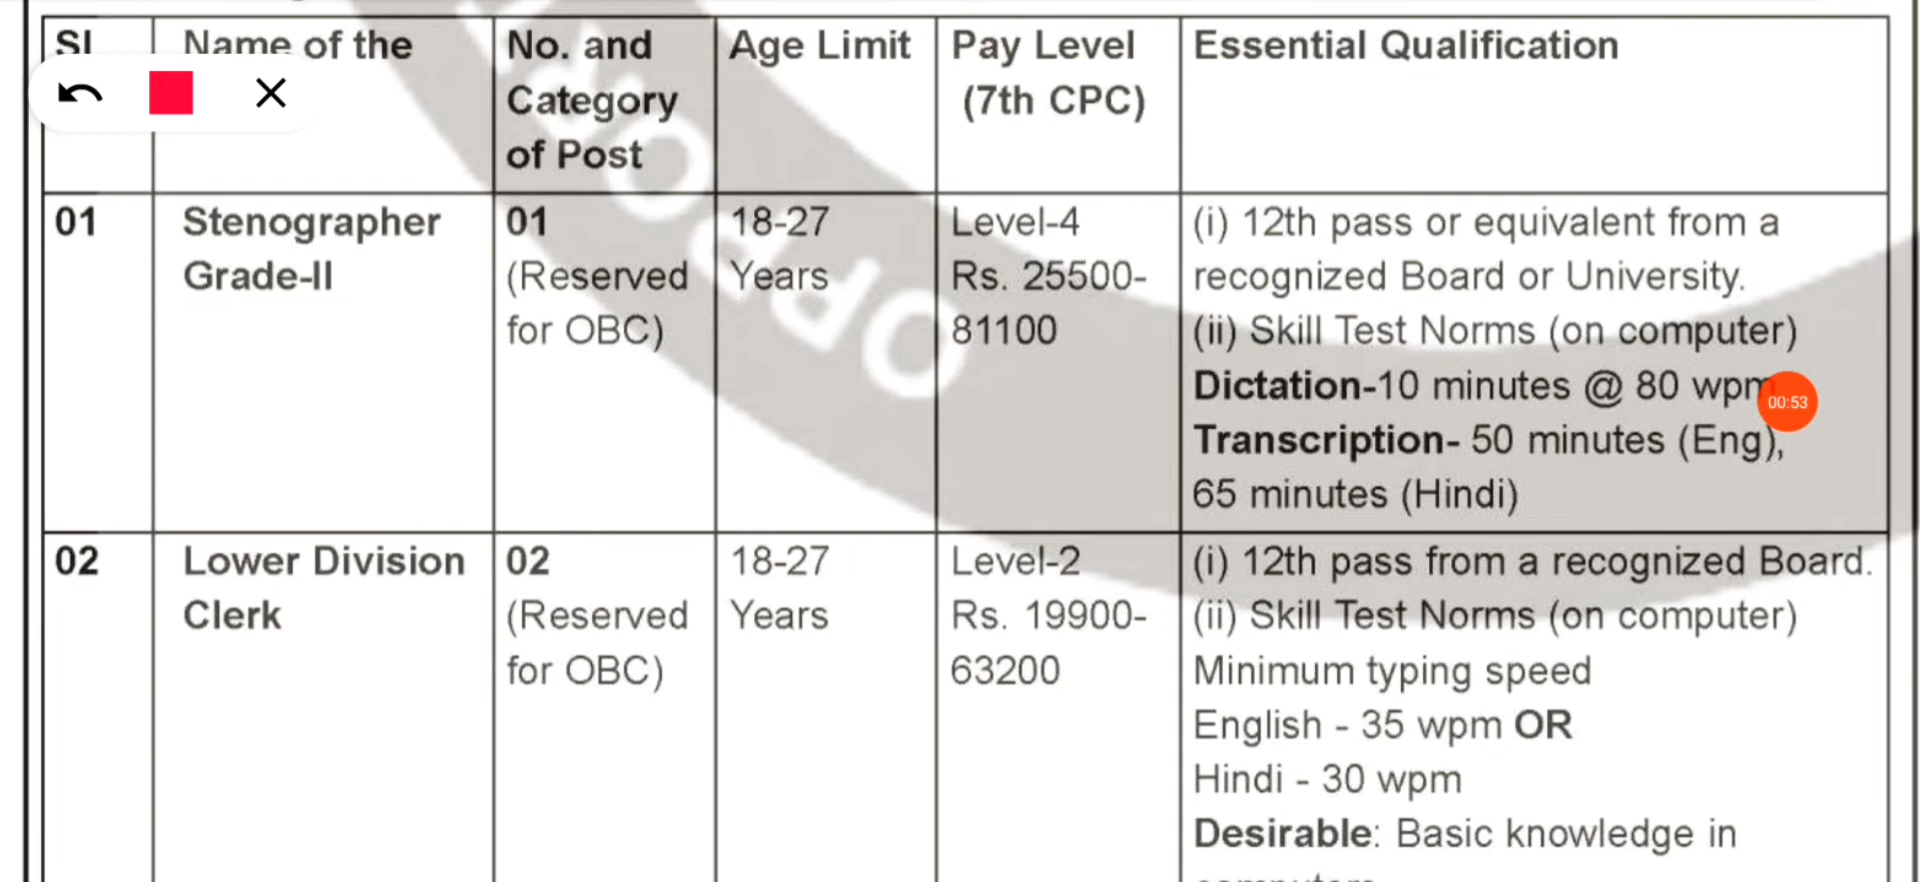 Sl
Name of the
No. and
Category
of Post
Age Limit
Pay Level
(7th CPC)
Essential Qualification
01
Stenographer
Grade-II
01
(Reserved
for OBC)
18-27
Years
Level-4
Rs. 25500-
81100
(i) 12th pass or equivalent from a
recognized Board or University.
(ii) Skill Test Norms (on computer)
Dictation-10 minutes @ 80 wpm
Transcription- 50 minutes (Eng),
65 minutes (Hindi)
00:53
02
Lower Division
Clerk
02
(Reserved
for OBC)
18-27
Years
Level-2
Rs. 19900-
63200
(i) 12th pass from a recognized Board.
(ii) Skill Test Norms (on computer)
Minimum typing speed
English - 35 wpm OR
Hindi - 30 wpm
Desirable: Basic knowledge in